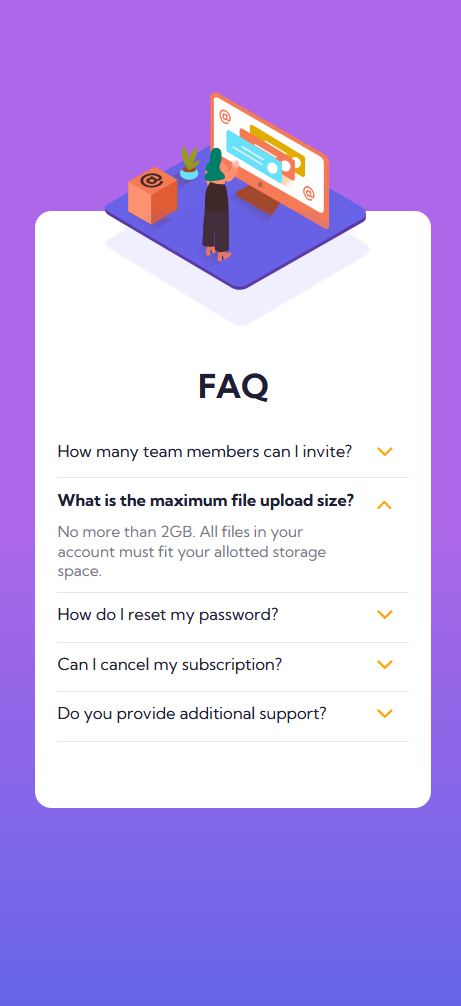 @
@
@
FAQ
How many team members can I invite?
What is the maximum file upload size?
No more than 2GB. All files in your
account must fit your allotted storage
space.
How do I reset my password?
Can I cancel my subscription?
Do you provide additional support?